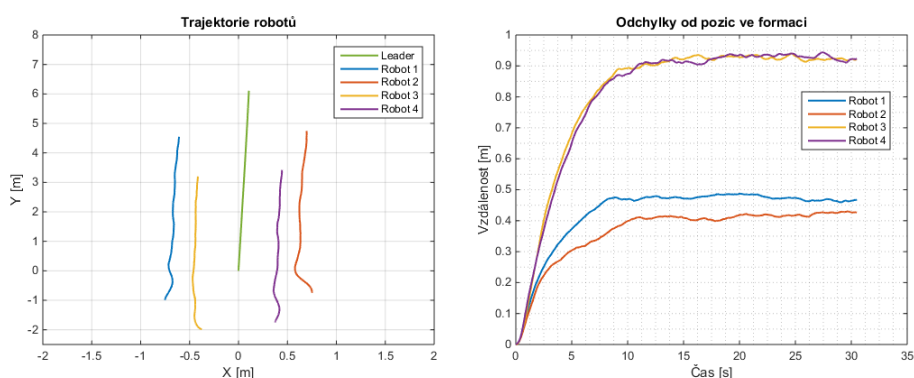 Trajektorie robotů
8
7
6
5
4
3
2
1
0
-1
-2
Y [m]
-2
-1.5
-1
-0.5
0
0.5
1
1.5
2
X [m]
Leader
Robot 1
Robot 2
Robot 3
Robot 4
Odchylky od pozic ve formaci
1
0.9
0.8
0.7
0.6
0.5
0.4
0.3
0.2
0.1
0
Vzdálenost [m]
0
5
10
15
20
25
30
35
Čas [s]
Robot 1
Robot 2
Robot 3
Robot 4